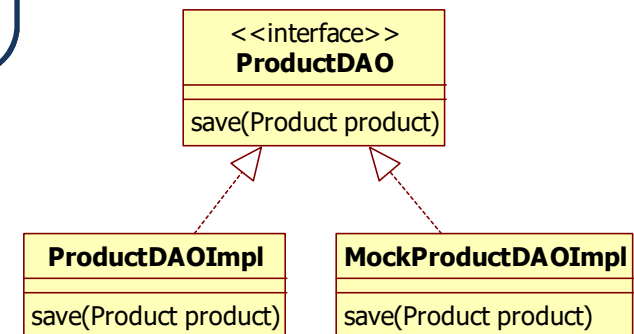 <<interface>>
ProductDAO
save(Product product)
ProductDAOImpl
save(Product product)
MockProductDAOImpl
save(Product product)